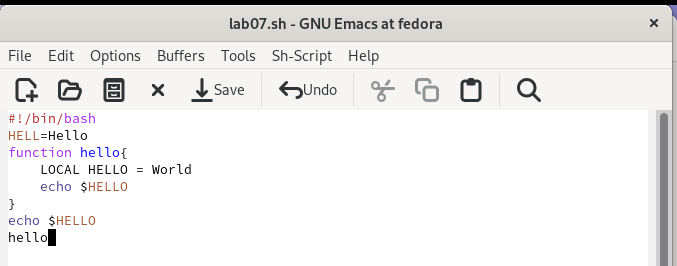 lab07.sh - GNU Emacs at fedora
File Edit Options Buffers Tools Sh-Script Help
Save Undo
#!/bin/bash
HELL=Hello
function hello{
    LOCAL HELLO = World
    echo $HELLO
}
echo $HELLO
hello